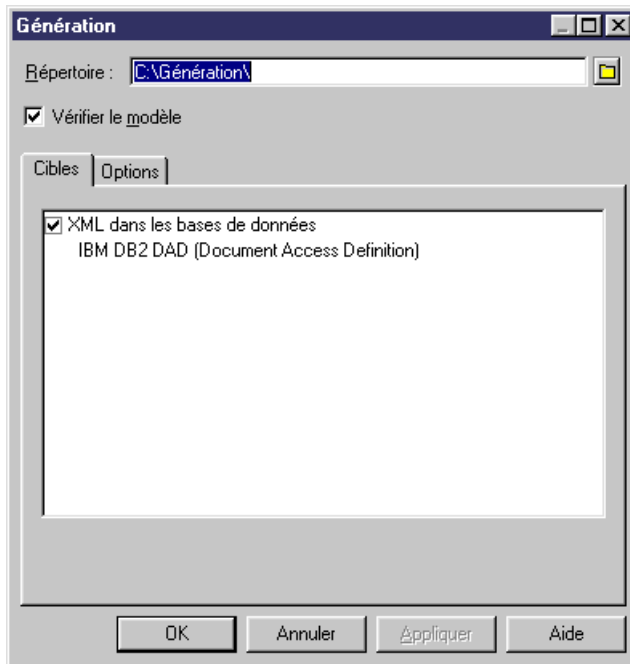 Génération
Répertoire : C:\Génération\
Vérifier le modèle
Cibles Options
XML dans les bases de données
IBM DB2 DAD (Document Access Definition)
OK Annuler Appliquer Aide